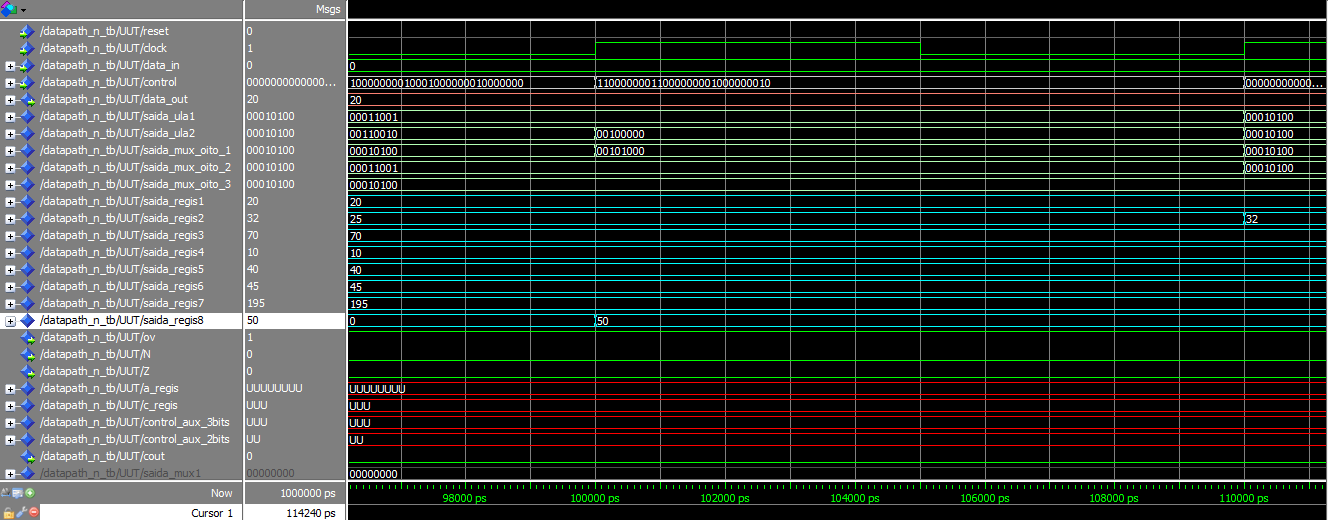 Msgs
/datapath_n_tb/UUT/reset 0
/datapath_n_tb/UUT/clock 1
/datapath_n_tb/UUT/data_in 0
/datapath_n_tb/UUT/control 0000000000000... 1000000001000100000010000000 1100000001100000000100000010 00000000000...
/datapath_n_tb/UUT/data_out 20 20
/datapath_n_tb/UUT/saida_ula1 00010100 00011001 00010100
/datapath_n_tb/UUT/saida_ula2 00010100 00110010 00100000 00010100
/datapath_n_tb/UUT/saida_mux_oito_1 00010100 00010100 00101000 00010100
/datapath_n_tb/UUT/saida_mux_oito_2 00010100 00011001 00010100
/datapath_n_tb/UUT/saida_mux_oito_3 00010100 00010100
/datapath_n_tb/UUT/saida_regis1 20 20
/datapath_n_tb/UUT/saida_regis2 32 25 32
/datapath_n_tb/UUT/saida_regis3 70 70
/datapath_n_tb/UUT/saida_regis4 10 10
/datapath_n_tb/UUT/saida_regis5 40 40
/datapath_n_tb/UUT/saida_regis6 45 45
/datapath_n_tb/UUT/saida_regis7 195 195
/datapath_n_tb/UUT/saida_regis8 50 0 50
/datapath_n_tb/UUT/ov 1
/datapath_n_tb/UUT/N 0
/datapath_n_tb/UUT/Z 0
/datapath_n_tb/UUT/a_regis UUUUUUUU UUUUUUUU
/datapath_n_tb/UUT/c_regis UUU UUU
/datapath_n_tb/UUT/control_aux_3bits UUU UUU
/datapath_n_tb/UUT/control_aux_2bits UU UU
/datapath_n_tb/UUT/cout 0
/datapath_n_tb/UUT/saida_mux1 00000000 00000000
Now 1000000 ps 98000 ps 100000 ps 102000 ps 104000 ps 106000 ps 108000 ps 110000 ps
Cursor 1 114240 ps